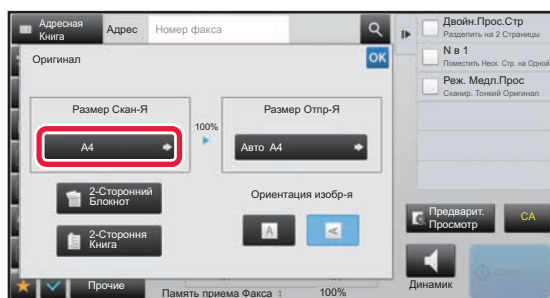 Адресная
Книга
Адрес
Номер факса
Оригинал
OK
Размер Скан-Я
A4
100%
Размер Отпр-Я
Авто A4
2-Сторонний
Блокнот
2-Стороння
Книга
Ориентация изобр-я
A
A
Прочие
Память приема Факса :
100%
Двойн.Прос.Стр
Разделить на 2 Страницы
N в 1
Поместить Неск. Стр. на Одной
Реж. Медл.Прос
Сканир. Тонкий Оригинал
Предварит.
Просмотр
CA
Динамик
Старт